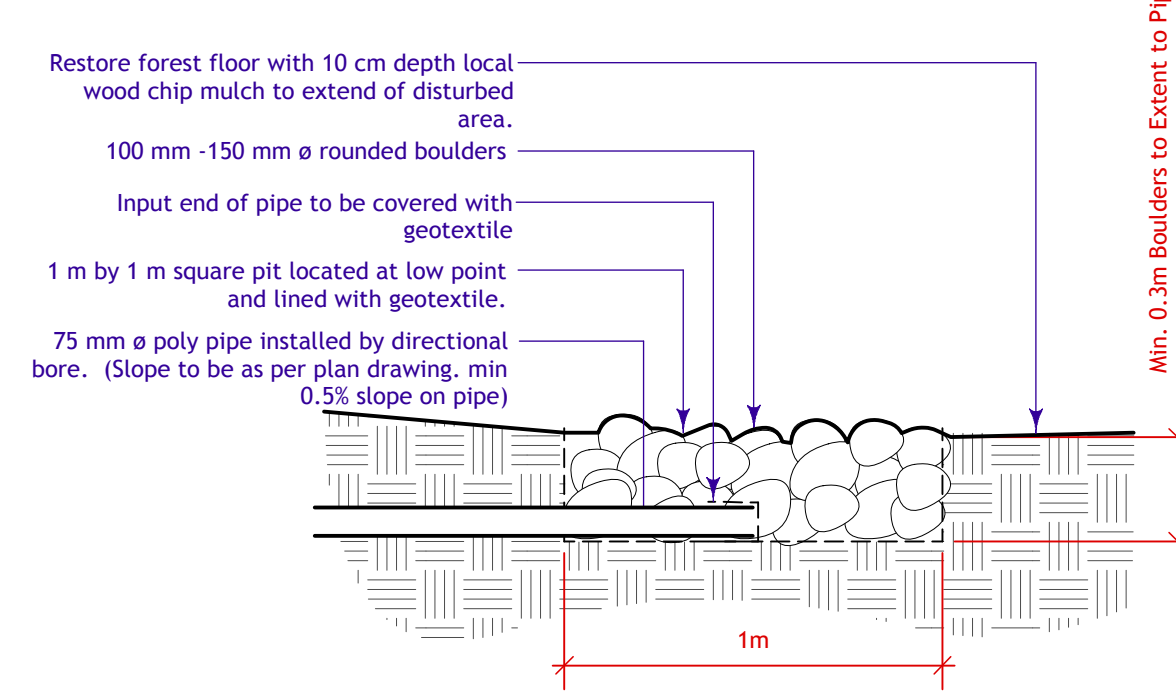 Restore forest floor with 10 cm depth local
wood chip mulch to extend of disturbed
area.
100 mm -150 mm ø rounded boulders
Input end of pipe to be covered with
geotextile
1 m by 1 m square pit located at low point
and lined with geotextile.
75 mm ø poly pipe installed by directional
bore. (Slope to be as per plan drawing. min
0.5% slope on pipe)
1m
Min. 0.3m Boulders to Extent to